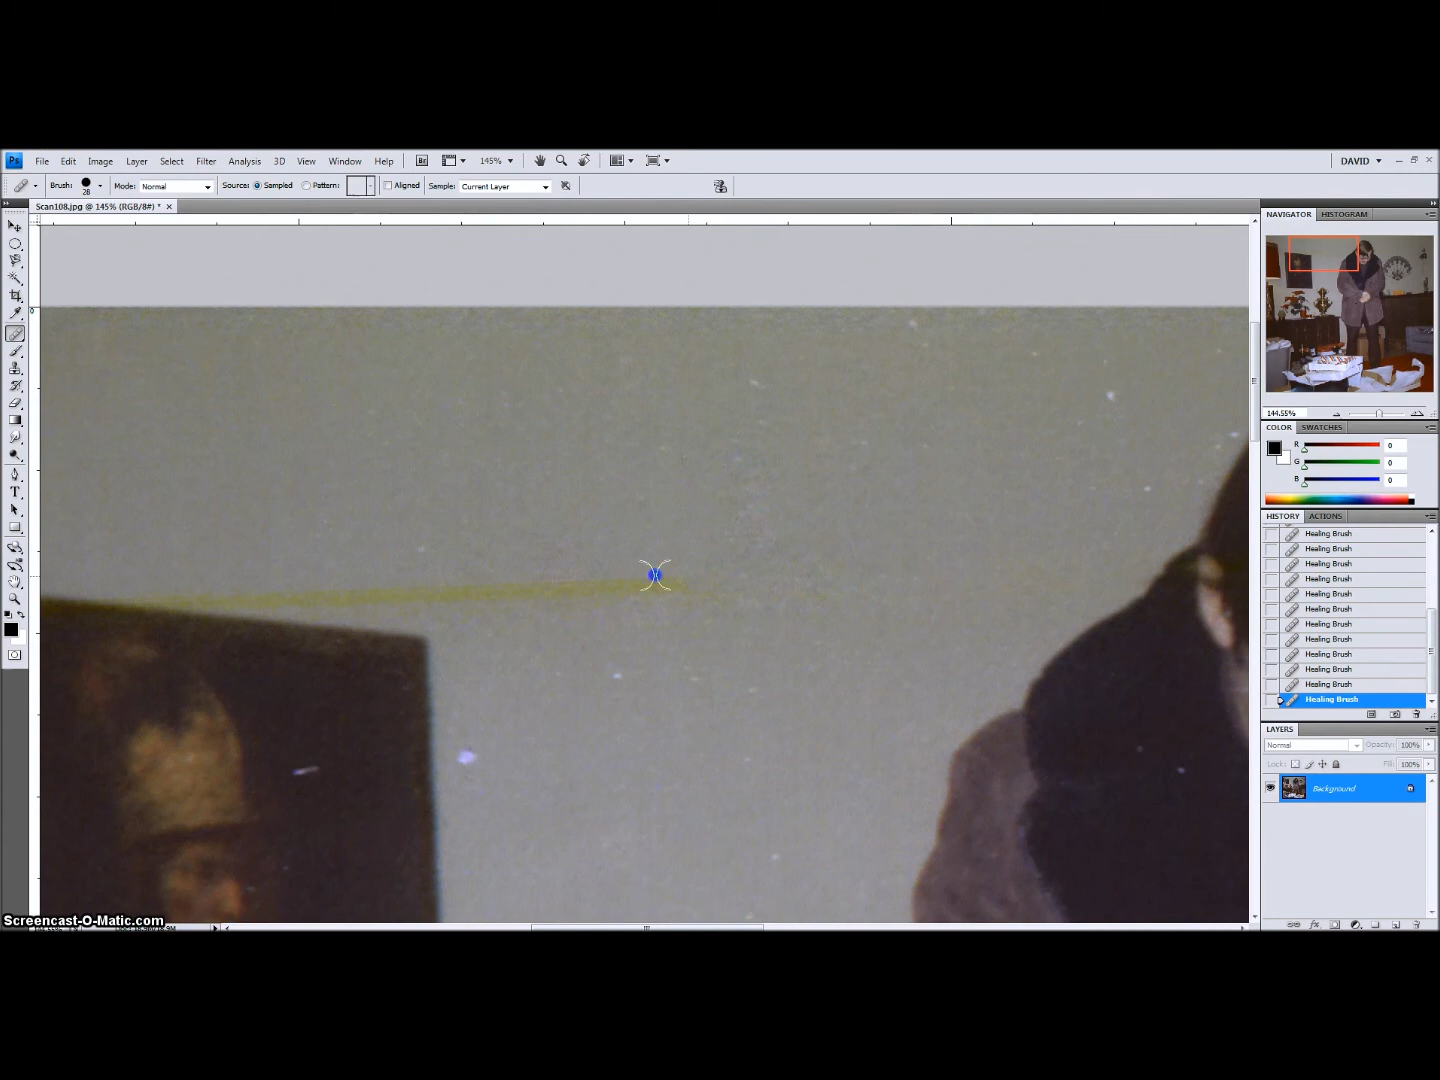 Ps File Edit Image Layer Select Filter Analysis 3D View Window Help Br 145% DAVID
Brush: 28 Mode: Normal Source: Sampled Pattern: Aligned Sample: Current Layer
Scan108.jpg @ 145% (RGB/8#) *
NAVIGATOR HISTOGRAM
144.55%
COLOR SWATCHES
R 0
G 0
B 0
HISTORY ACTIONS
Healing Brush
Healing Brush
Healing Brush
Healing Brush
Healing Brush
Healing Brush
Healing Brush
Healing Brush
Healing Brush
Healing Brush
Healing Brush
Healing Brush
LAYERS
Normal Opacity: 100%
Lock: Fill: 100%
Background
Screencast-O-Matic.com